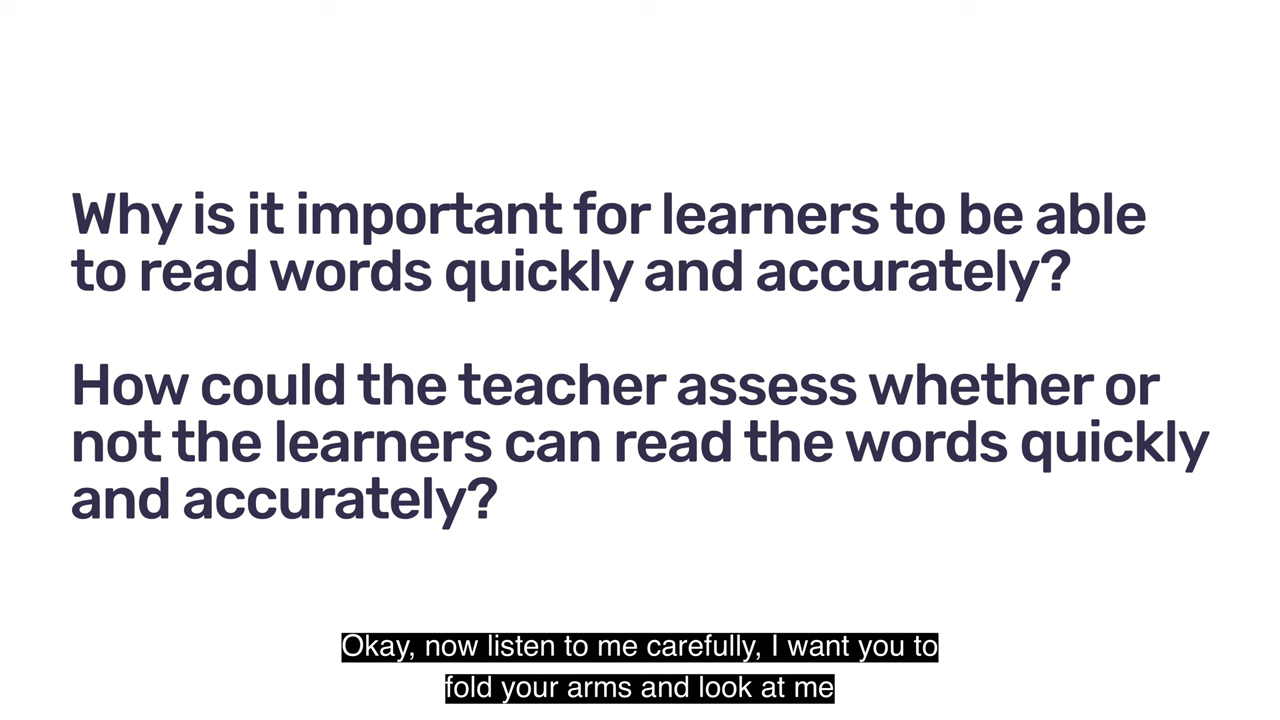 Why is it important for learners to be able
to read words quickly and accurately?
How could the teacher assess whether or
not the learners can read the words quickly
and accurately?
Okay, now listen to me carefully, I want you to
fold your arms and look at me